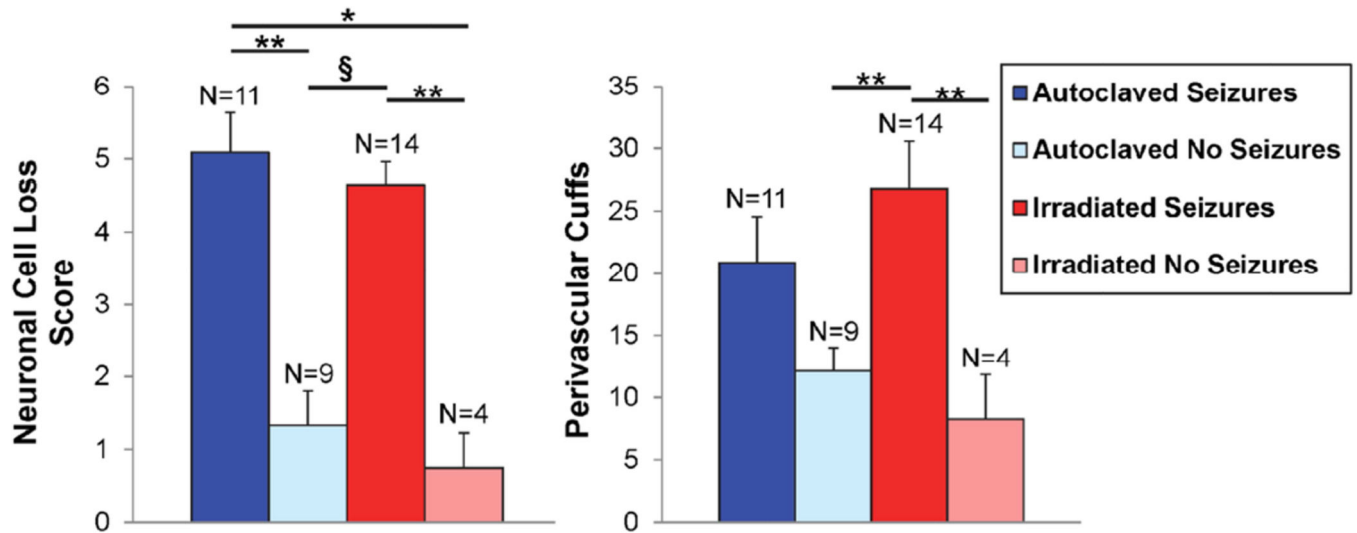 *
**
§
**
Neuronal Cell Loss
Score
6
5
4
3
2
1
0
N=11
N=9
N=14
N=4
**
**
Perivascular Cuffs
35
30
25
20
15
10
5
0
N=11
N=9
N=14
N=4
Autoclaved Seizures
Autoclaved No Seizures
Irradiated Seizures
Irradiated No Seizures